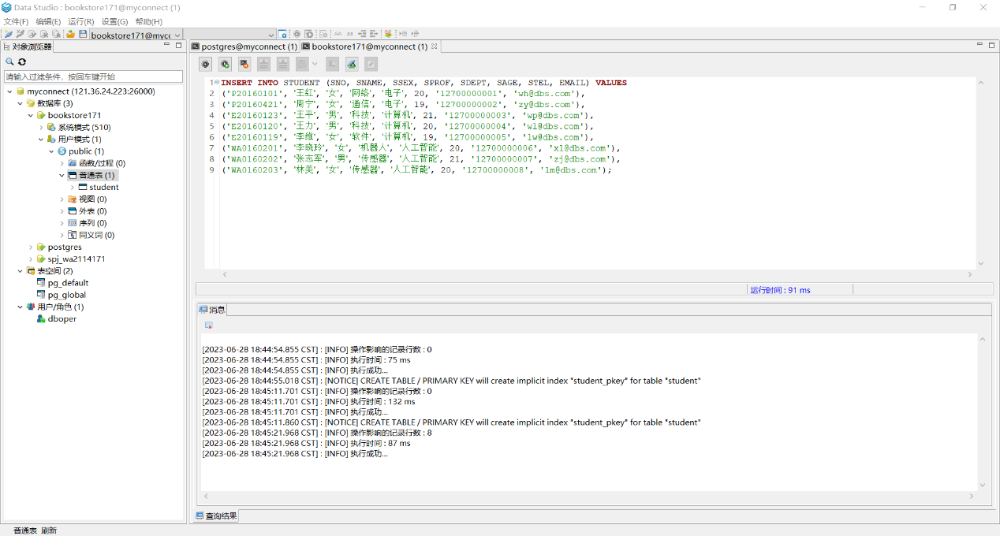 Data Studio : bookstore171@myconnect (1)
文件(F) 编辑(E) 运行(R) 设置(G) 帮助(H)
bookstore171@mycc
对象浏览器
postgres@myconnect (1) bookstore171@myconnect (1)
请输入过滤条件，按回车键开始
myconnect (121.36.24.223:26000)
数据库 (3)
bookstore171
系统模式 (510)
用户模式 (1)
public (1)
函数/过程 (0)
普通表 (1)
student
视图 (0)
外表 (0)
序列 (0)
同义词 (0)
postgres
spj_wa2114171
表空间 (2)
pg_default
pg_global
用户/角色 (1)
dboper
1 INSERT INTO STUDENT (SNO, SNAME, SSEX, SPROF, SDEPT, SAGE, STEL, EMAIL) VALUES
2 ('P20160101', '王红', '女', '网络', '电子', 20, '12700000001', 'wh@dbs.com'),
3 ('P20160421', '周宁', '女', '通信', '电子', 19, '12700000002', 'zy@dbs.com'),
4 ('E20160123', '王平', '男', '科技', '计算机', 21, '12700000003', 'wp@dbs.com'),
5 ('E20160120', '王力', '男', '科技', '计算机', 20, '12700000004', 'wl@dbs.com'),
6 ('E20160119', '李维', '女', '软件', '计算机', 19, '12700000005', 'lw@dbs.com'),
7 ('WA0160201', '李晓玲', '女', '机器人', '人工智能', 20, '12700000006', 'xl@dbs.com'),
8 ('WA0160202', '张志军', '男', '传感器', '人工智能', 21, '12700000007', 'zj@dbs.com'),
9 ('WA0160203', '林美', '女', '传感器', '人工智能', 20, '12700000008', 'lm@dbs.com');
运行时间 : 91 ms
消息
[2023-06-28 18:44:54.855 CST] : [INFO] 操作影响的记录行数 : 0
[2023-06-28 18:44:54.855 CST] : [INFO] 执行时间 : 75 ms
[2023-06-28 18:44:54.855 CST] : [INFO] 执行成功...
[2023-06-28 18:44:55.018 CST] : [NOTICE] CREATE TABLE / PRIMARY KEY will create implicit index "student_pkey" for table "student"
[2023-06-28 18:45:11.701 CST] : [INFO] 操作影响的记录行数 : 0
[2023-06-28 18:45:11.701 CST] : [INFO] 执行时间 : 132 ms
[2023-06-28 18:45:11.701 CST] : [INFO] 执行成功...
[2023-06-28 18:45:11.860 CST] : [NOTICE] CREATE TABLE / PRIMARY KEY will create implicit index "student_pkey" for table "student"
[2023-06-28 18:45:21.968 CST] : [INFO] 操作影响的记录行数 : 8
[2023-06-28 18:45:21.968 CST] : [INFO] 执行时间 : 87 ms
[2023-06-28 18:45:21.968 CST] : [INFO] 执行成功...
查询结果
普通表 刷新